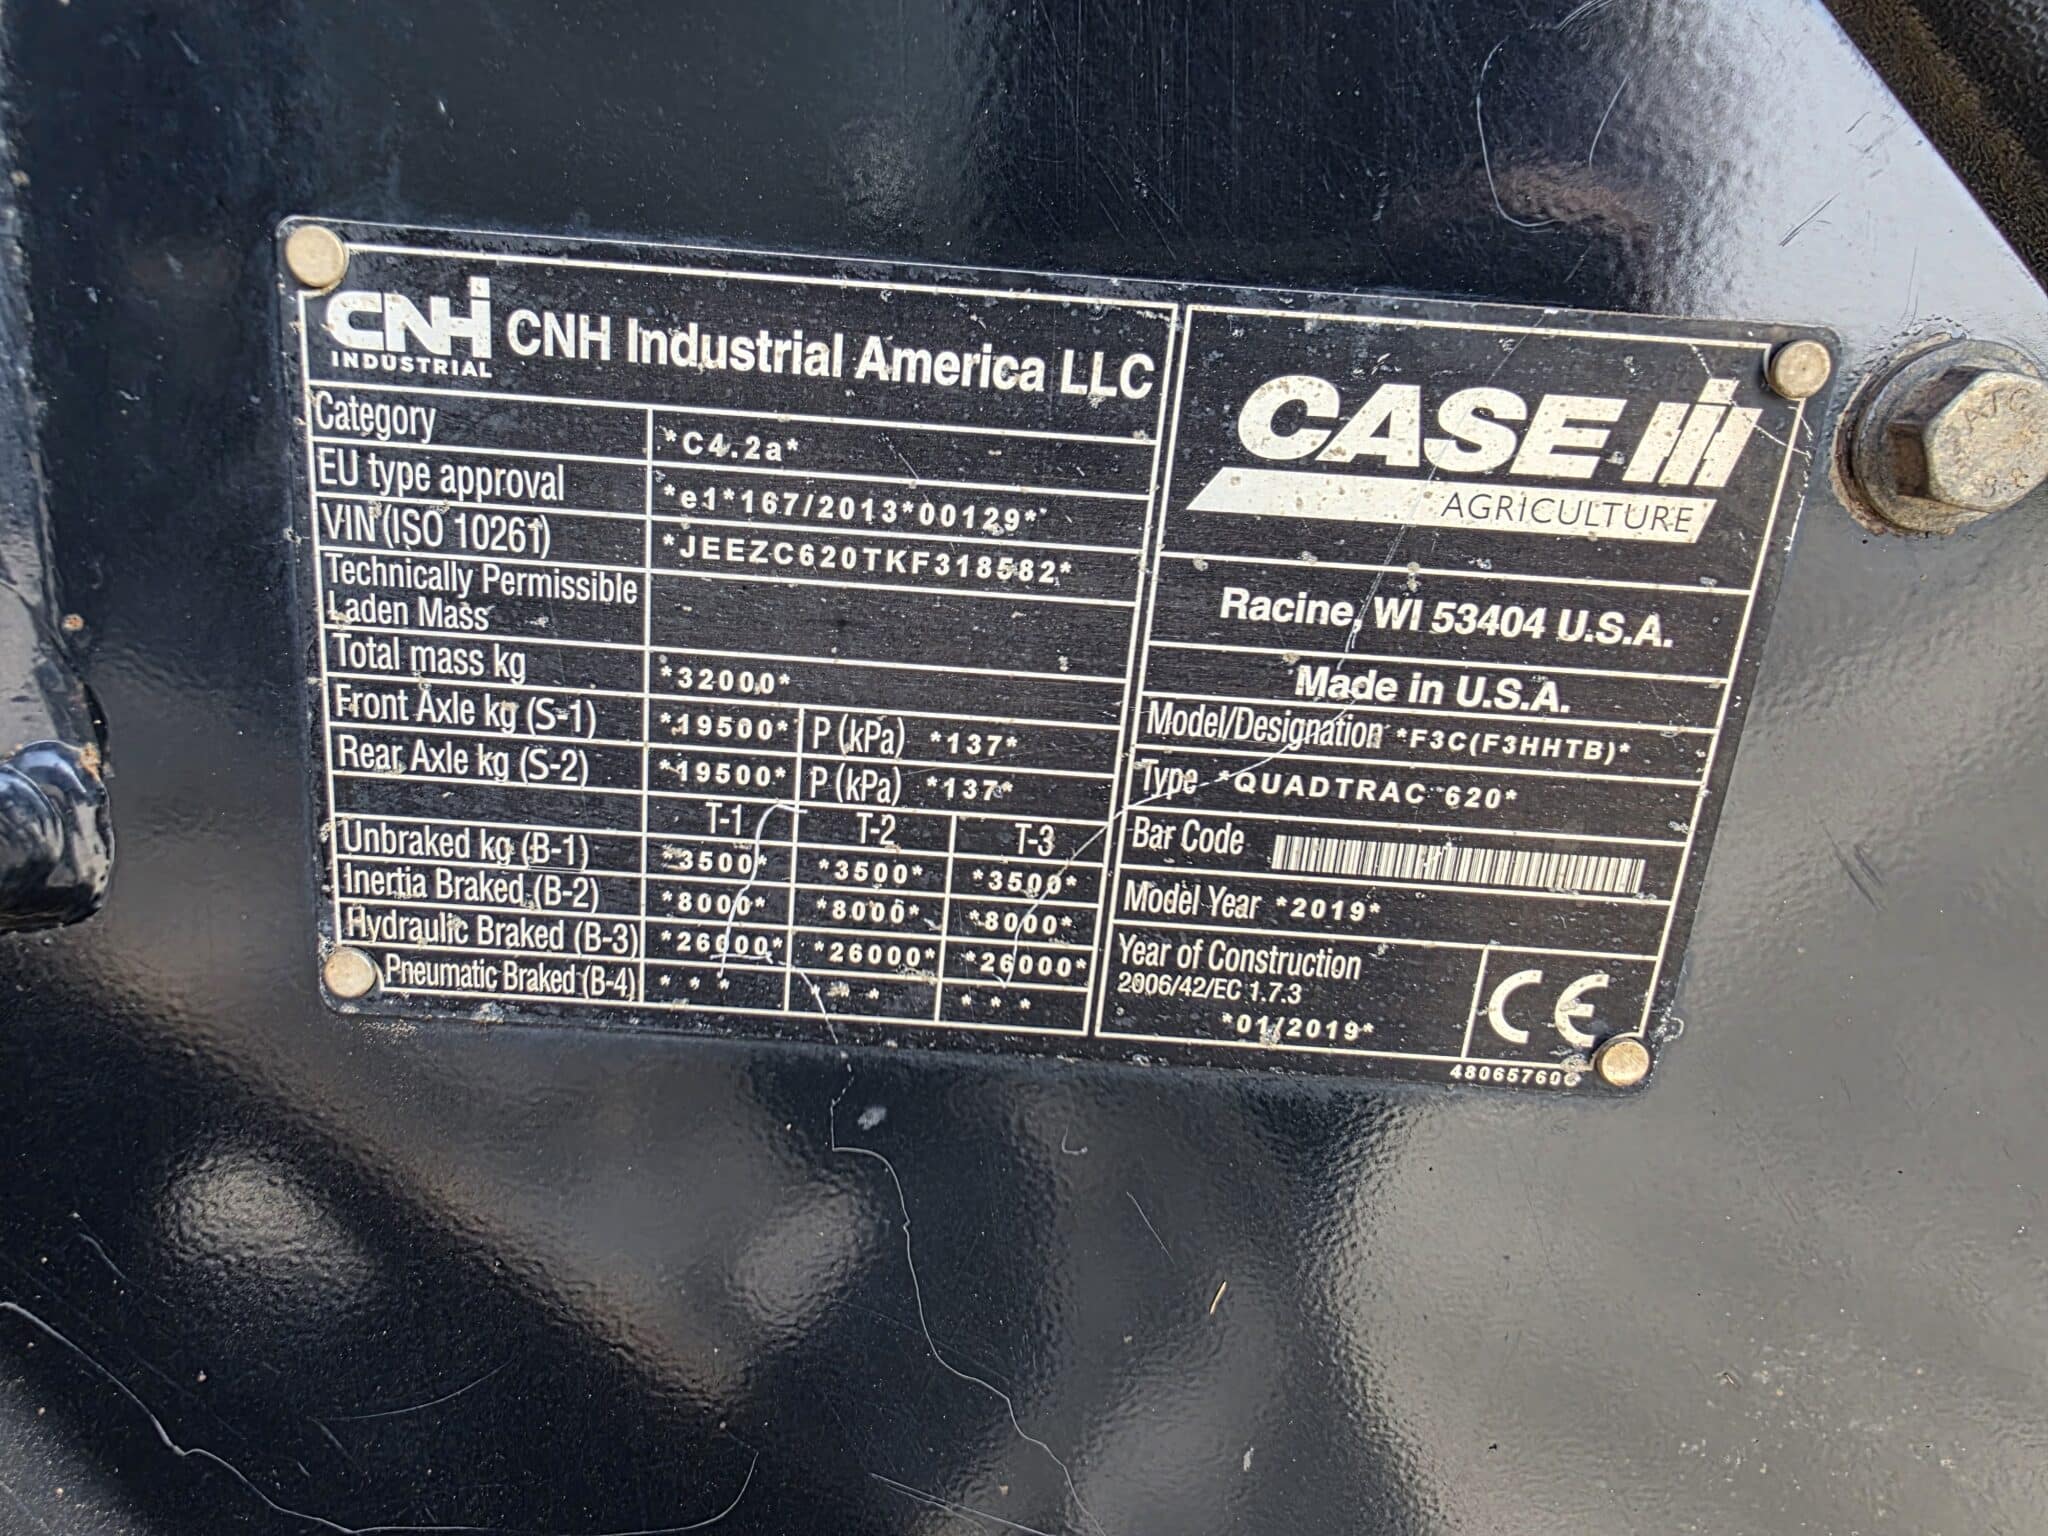 CNHi INDUSTRIAL CNH Industrial America LLC
Category *C4.2a*
EU type approval *e1*167/2013*00129*
VIN (ISO 10261) *JEEZC620TKF318582*
Technically Permissible
Laden Mass
Total mass kg *32000*
Front Axle kg (S-1) *19500* P (kPa) *137*
Rear Axle kg (S-2) *19500* P (kPa) *137*
T-1 T-2 T-3
Unbraked kg (B-1) *3500* *3500* *3500*
Inertia Braked (B-2) *8000* *8000* *8000*
Hydraulic Braked (B-3) *26000* *26000* *26000*
Pneumatic Braked (B-4) * * * * * * * * *
CASE IH
AGRICULTURE
Racine, WI 53404 U.S.A.
Made in U.S.A.
Model/Designation *F3C(F3HHTB)*
Type *QUADTRAC 620*
Bar Code
Model Year *2019*
Year of Construction
2006/42/EC 1.7.3
*01/2019*
CE